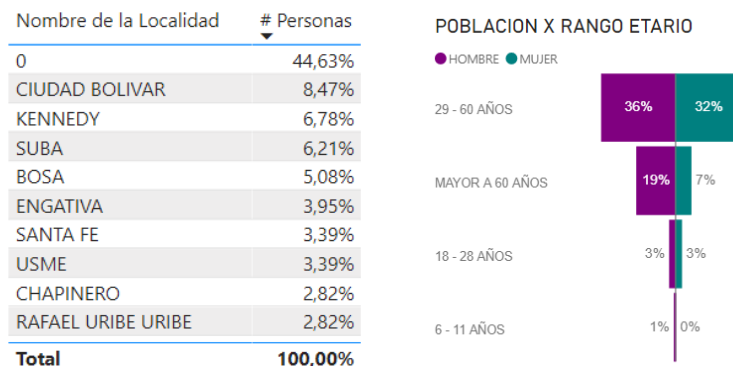 Nombre de la Localidad # Personas
0 44,63%
CIUDAD BOLIVAR 8,47%
KENNEDY 6,78%
SUBA 6,21%
BOSA 5,08%
ENGATIVA 3,95%
SANTA FE 3,39%
USME 3,39%
CHAPINERO 2,82%
RAFAEL URIBE URIBE 2,82%
Total 100,00%
POBLACION X RANGO ETARIO
HOMBRE MUJER
29 - 60 AÑOS 36% 32%
MAYOR A 60 AÑOS 19% 7%
18 - 28 AÑOS 3% 3%
6 - 11 AÑOS 1% 0%